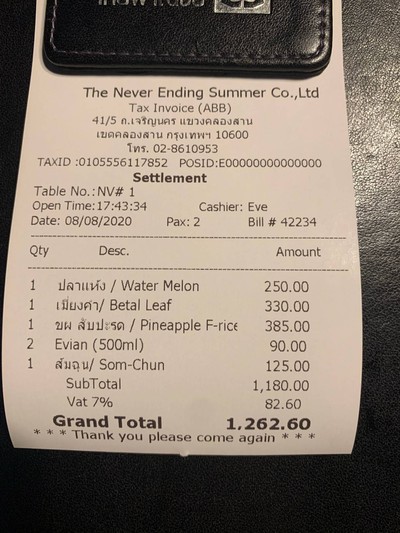 The Never Ending Summer Co.,Ltd
Tax Invoice (ABB)
41/5 ถ.เจริญนคร แขวงคลองสาน
เขตคลองสาน กรุงเทพฯ 10600
โทร. 02-8610953
TAXID :0105556117852 POSID:E00000000000000
Settlement
Table No.:NV# 1
Open Time:17:43:34 Cashier: Eve
Date: 08/08/2020 Pax: 2 Bill # 42234
Qty Desc. Amount
1 ปลาแห้ง / Water Melon 250.00
1 เมี่ยงคำ/ Betal Leaf 330.00
1 ขผ สับปะรด / Pineapple F-rice 385.00
2 Evian (500ml) 90.00
1 ส้มฉุน/ Som-Chun 125.00
SubTotal 1,180.00
Vat 7% 82.60
Grand Total 1,262.60
* * * Thank you please come again * * *